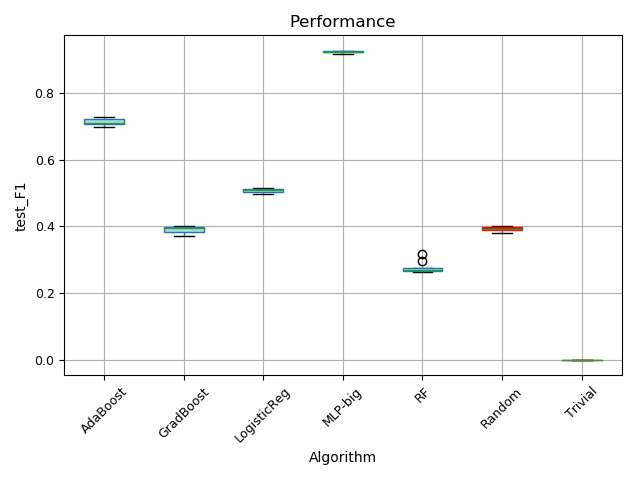 Performance
test_F1
0.8
0.6
0.4
0.2
0.0
AdaBoost
GradBoost
LogisticReg
MLP-big
RF
Random
Trivial
Algorithm